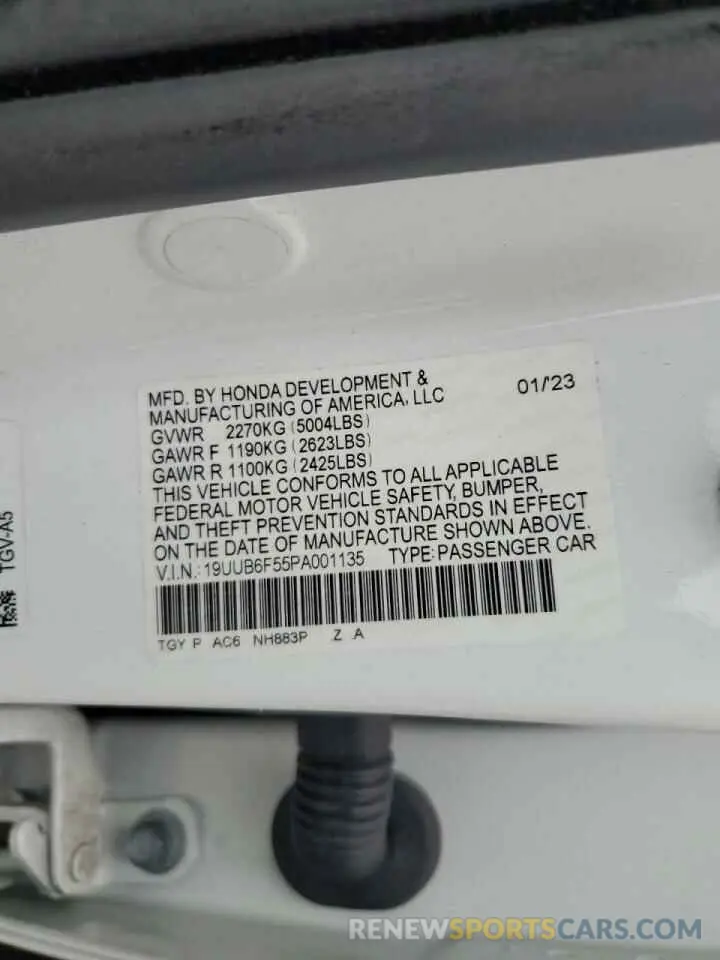 MFD. BY HONDA DEVELOPMENT &
MANUFACTURING OF AMERICA, LLC 01/'23
GVWR 2270KG (5004LBS)
GAWR F 1190KG (2623LBS)
GAWR R 1100KG (2425LBS)
THIS VEHICLE CONFORMS TO ALL APPLICABLE
FEDERAL MOTOR VEHICLE SAFETY, BUMPER,
AND THEFT PREVENTION STANDARDS IN EFFECT
ON THE DATE OF MANUFACTURE SHOWN ABOVE.
V.I.N.: 19UUB6F55PA001135 TYPE: PASSENGER CAR
TGY P AC6 NH883P Z A
TGV-A5
RENEWSPORTSCARS.COM